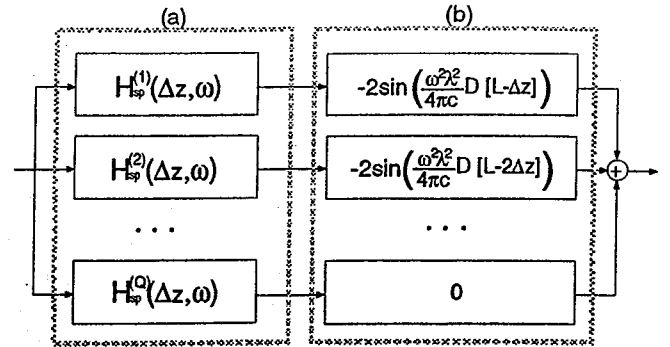 (a) (b)
H_sp^(1)(Δz,ω) -2sin(ω²λ²/4πc D [L-Δz])
H_sp^(2)(Δz,ω) -2sin(ω²λ²/4πc D [L-2Δz])
... ...
H_sp^(Q)(Δz,ω) 0
+